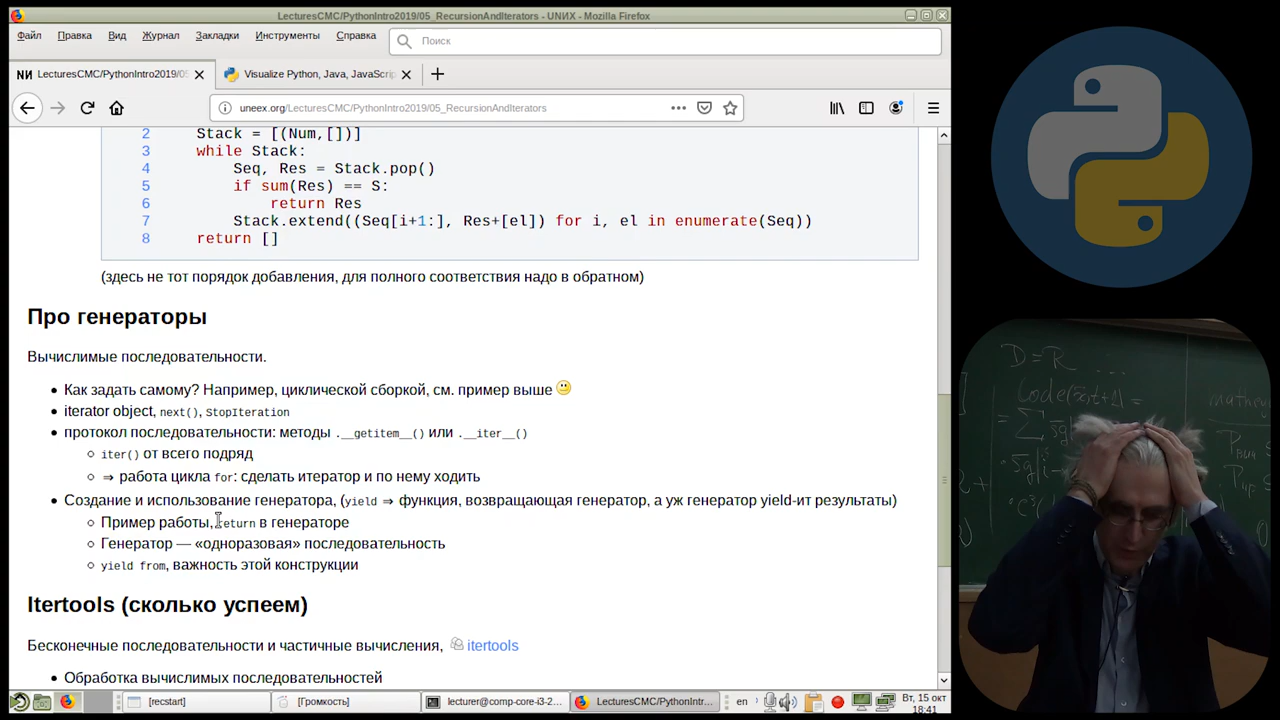 LecturesCMC/PythonIntro2019/05_RecursionAndIterators - UNИX - Mozilla Firefox
Файл Правка Вид Журнал Закладки Инструменты Справка Поиск
NИ LecturesCMC/PythonIntro2019/05 Visualize Python, Java, JavaScri
uneex.org/LecturesCMC/PythonIntro2019/05_RecursionAndIterators
2 Stack = [(Num,[])]
3 while Stack:
4 Seq, Res = Stack.pop()
5 if sum(Res) == S:
6 return Res
7 Stack.extend((Seq[i+1:], Res+[el]) for i, el in enumerate(Seq))
8 return []
(здесь не тот порядок добавления, для полного соответствия надо в обратном)
Про генераторы
Вычислимые последовательности.
Как задать самому? Например, циклической сборкой, см. пример выше
iterator object, next(), StopIteration
протокол последовательности: методы .__getitem__() или .__iter__()
iter() от всего подряд
⇒ работа цикла for: сделать итератор и по нему ходить
Создание и использование генератора, (yield ⇒ функция, возвращающая генератор, а уж генератор yield-ит результаты)
Пример работы, return в генераторе
Генератор — «одноразовая» последовательность
yield from, важность этой конструкции
Itertools (сколько успеем)
Бесконечные последовательности и частичные вычисления, itertools
Обработка вычислимых последовательностей
[recstart] [Громкость] lecturer@comp-core-i3-2... LecturesCMC/PythonIntr... en Вт, 15 окт
18:41
D = R ...